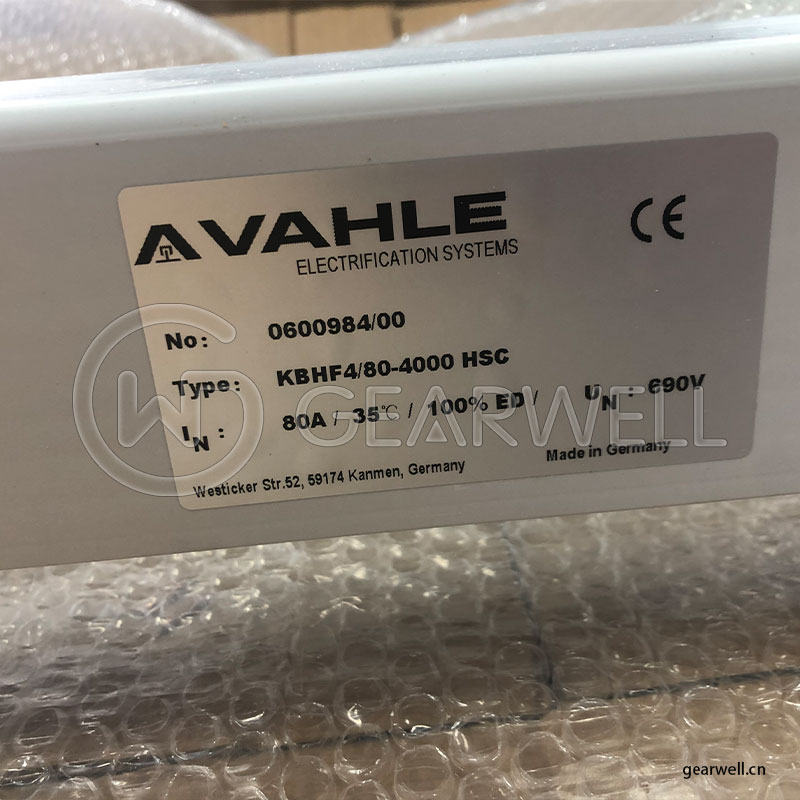 VAHLE
ELECTRIFICATION SYSTEMS
CE
No: 0600984/00
Type: KBHF4/80-4000 HSC
IN : 80A / 35℃ / 100% ED / UN : 690V
Westicker Str.52, 59174 Kanmen, Germany
Made in Germany
GEARWELL
gearwell.cn